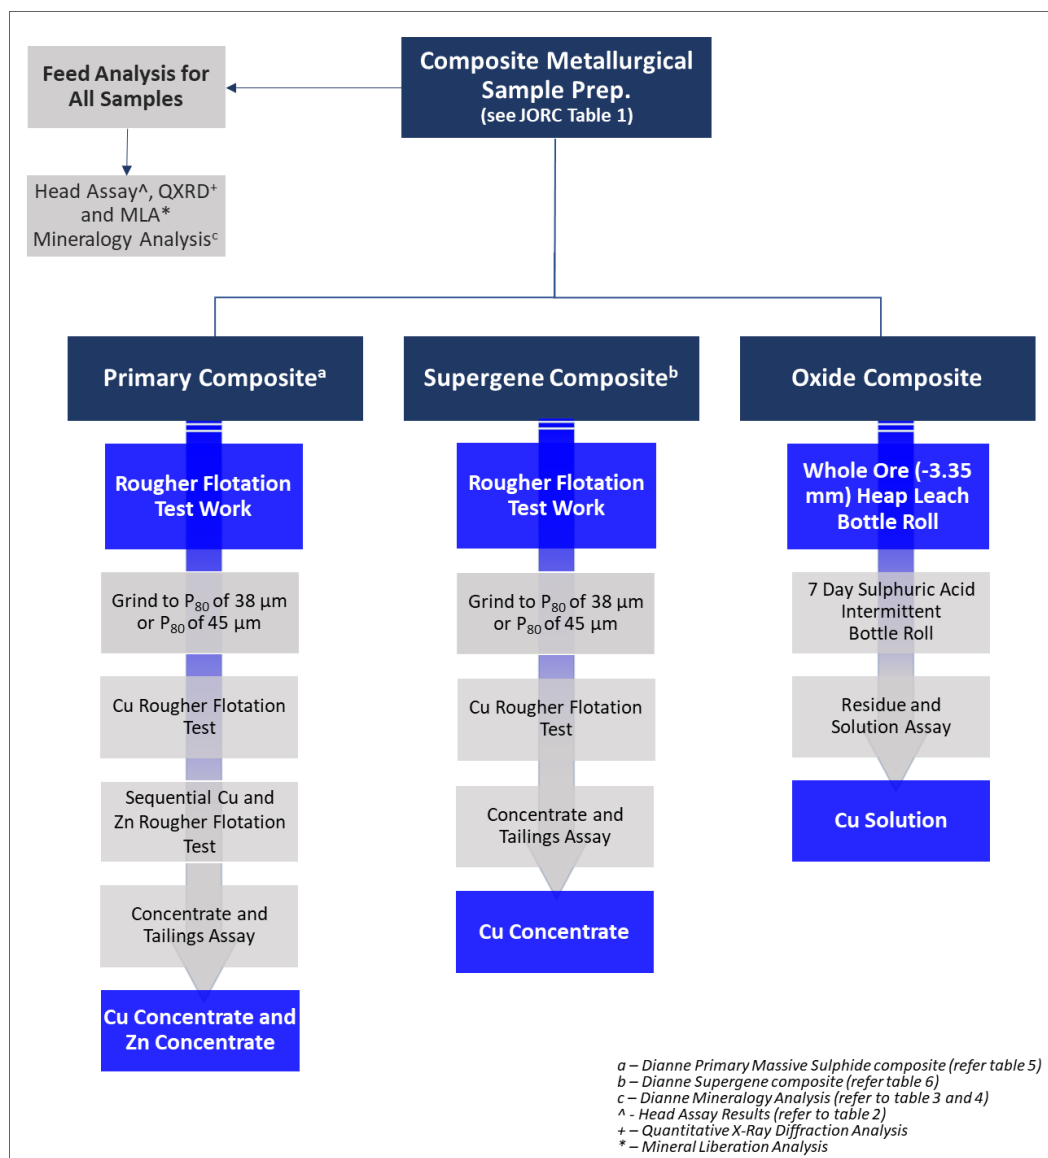 Composite Metallurgical
Sample Prep.
(see JORC Table 1)
Feed Analysis for
All Samples
Head Assay^, QXRD+
and MLA*
Mineralogy Analysisc
Primary Compositea
Rougher Flotation
Test Work
Grind to P80 of 38 µm
or P80 of 45 µm
Cu Rougher Flotation
Test
Sequential Cu and
Zn Rougher Flotation
Test
Concentrate and
Tailings Assay
Cu Concentrate and
Zn Concentrate
Supergene Compositeb
Rougher Flotation
Test Work
Grind to P80 of 38 µm
or P80 of 45 µm
Cu Rougher Flotation
Test
Concentrate and
Tailings Assay
Cu Concentrate
Oxide Composite
Whole Ore (-3.35
mm) Heap Leach
Bottle Roll
7 Day Sulphuric Acid
Intermittent
Bottle Roll
Residue and
Solution Assay
Cu Solution
a – Dianne Primary Massive Sulphide composite (refer table 5)
b – Dianne Supergene composite (refer table 6)
c – Dianne Mineralogy Analysis (refer to table 3 and 4)
^ - Head Assay Results (refer to table 2)
+ – Quantitative X-Ray Diffraction Analysis
* – Mineral Liberation Analysis